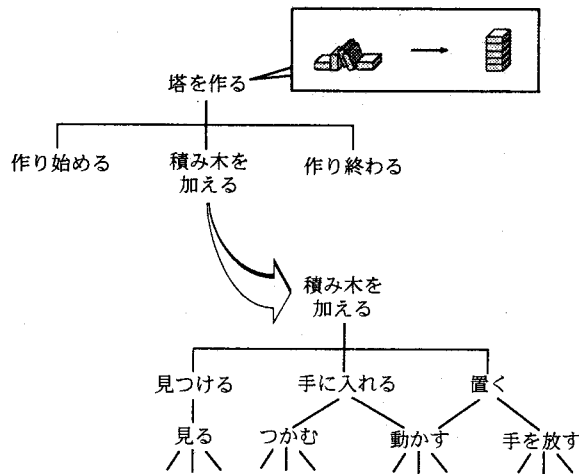 塔を作る
作り始める
積み木を
加える
作り終わる
積み木を
加える
見つける
手に入れる
置く
見る
つかむ
動かす
手を放す